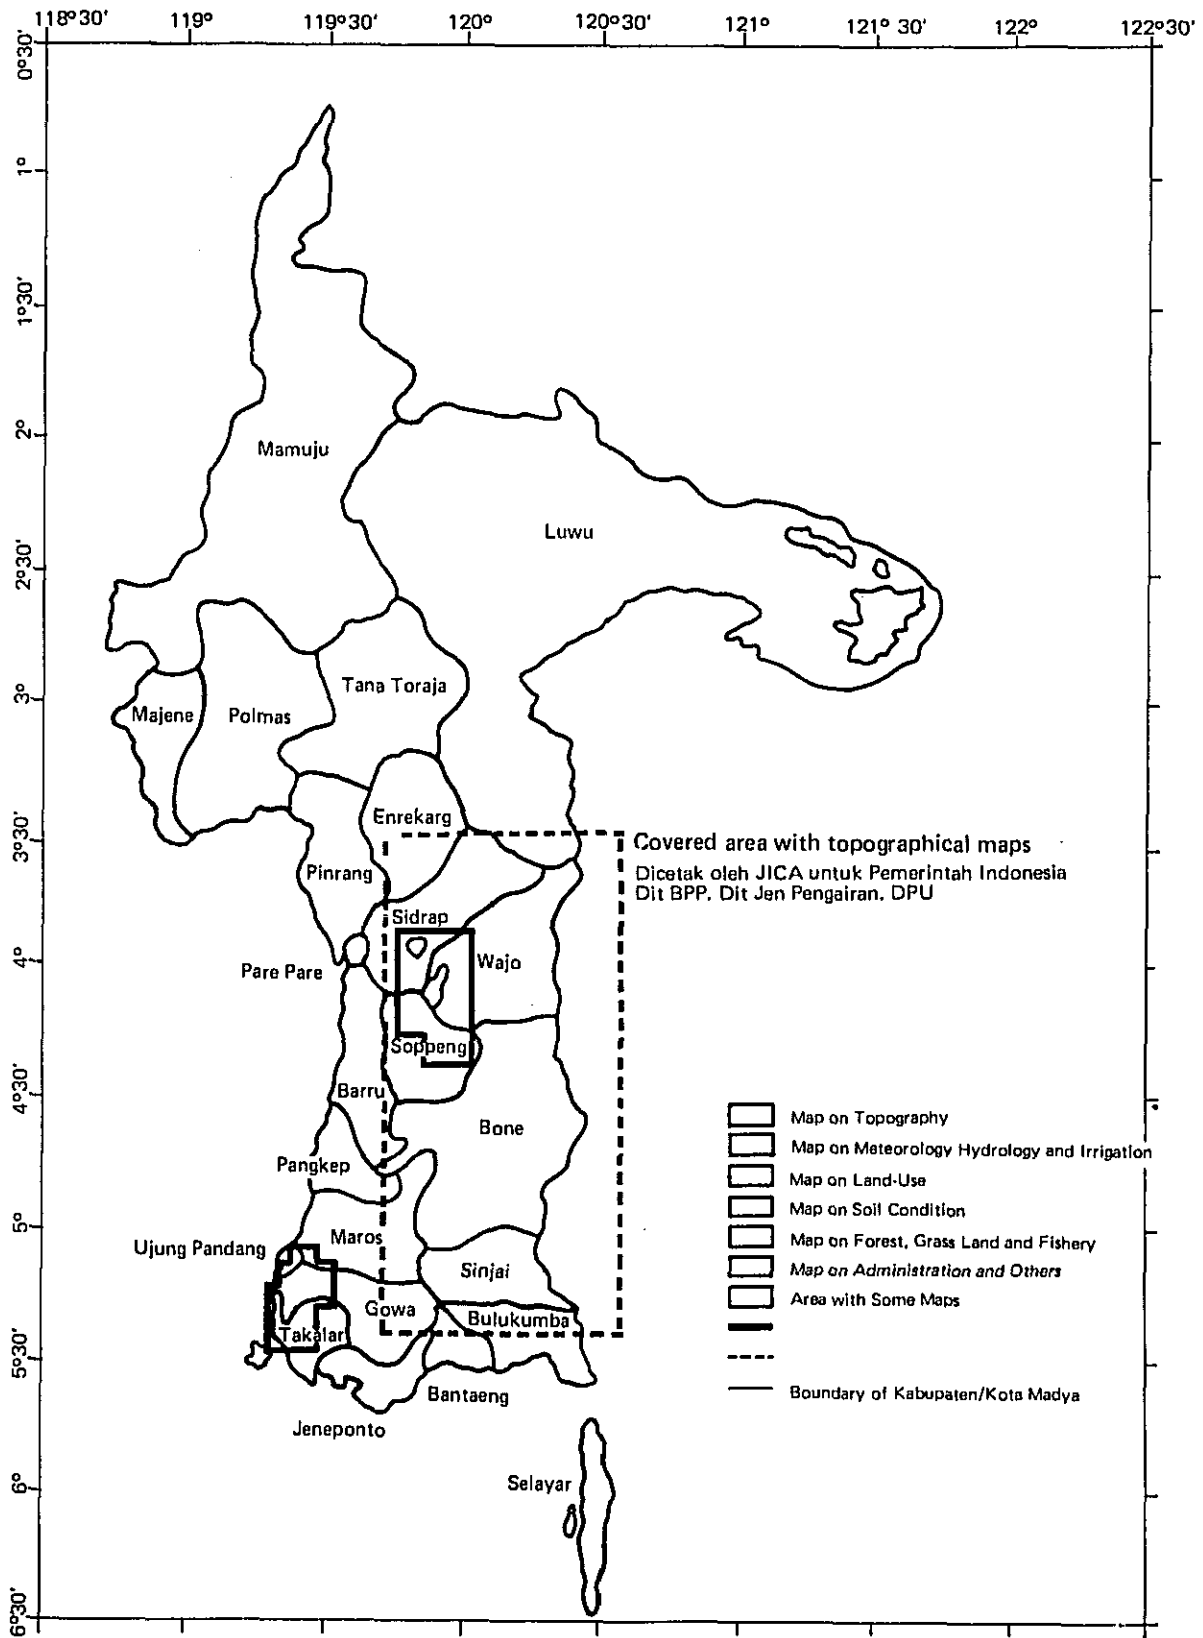 118°30'
119°
119°30'
120°
120°30'
121°
121°30'
122°
122°30'
0°30'
1°
1°30'
2°
2°30'
3°
3°30'
4°
4°30'
5°
5°30'
6°
6°30'
Mamuju
Luwu
Tana Toraja
Majene
Polmas
Enrekarg
Pinrang
Covered area with topographical maps
Dicetak oleh JICA untuk Pemerintah Indonesia
Dit BPP. Dit Jen Pengairan. DPU
Sidrap
Wajo
Pare Pare
Soppeng
Barru
Bone
Pangkep
Maros
Ujung Pandang
Sinjai
Gowa
Bulukumba
Takalar
Bantaeng
Jeneponto
Selayar
Map on Topography
Map on Meteorology Hydrology and Irrigation
Map on Land-Use
Map on Soil Condition
Map on Forest, Grass Land and Fishery
Map on Administration and Others
Area with Some Maps
Boundary of Kabupaten/Kota Madya